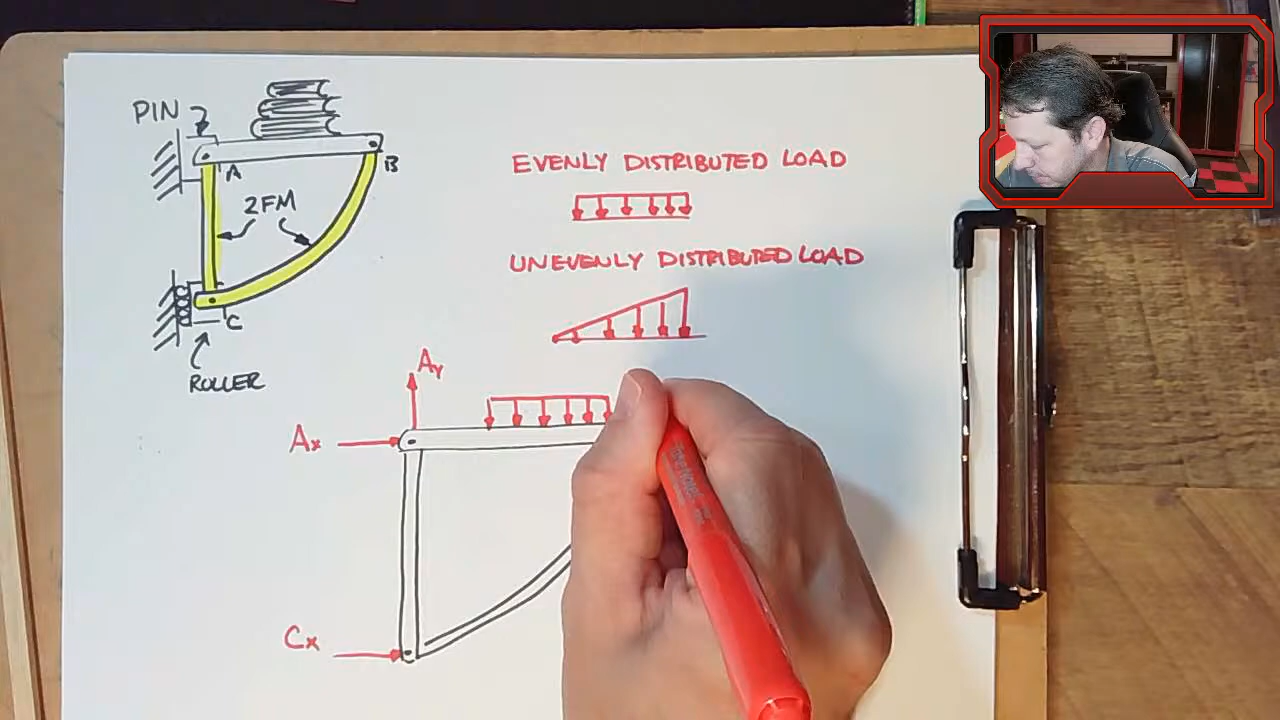 PIN
A
B
2FM
C
ROLLER
EVENLY DISTRIBUTED LOAD
UNEVENLY DISTRIBUTED LOAD
Ay
Ax
Cx